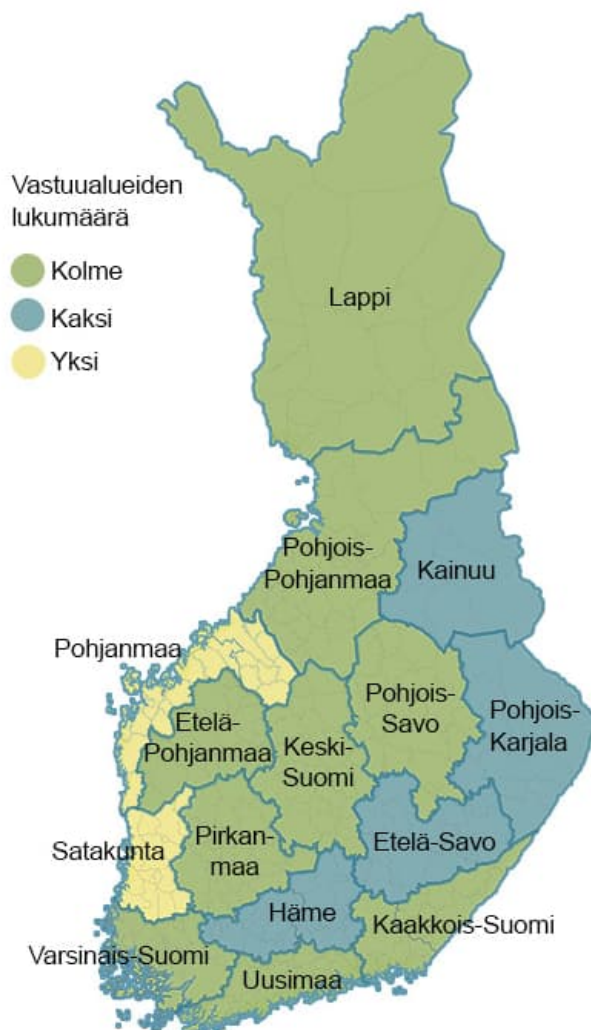 Vastuualueiden
lukumäärä
Kolme
Kaksi
Yksi
Lappi
Pohjois-
Pohjanmaa
Kainuu
Pohjanmaa
Etelä-
Pohjanmaa
Keski-
Suomi
Pohjois-
Savo
Pohjois-
Karjala
Satakunta
Pirkan-
maa
Etelä-Savo
Häme
Kaakkois-Suomi
Varsinais-Suomi
Uusimaa